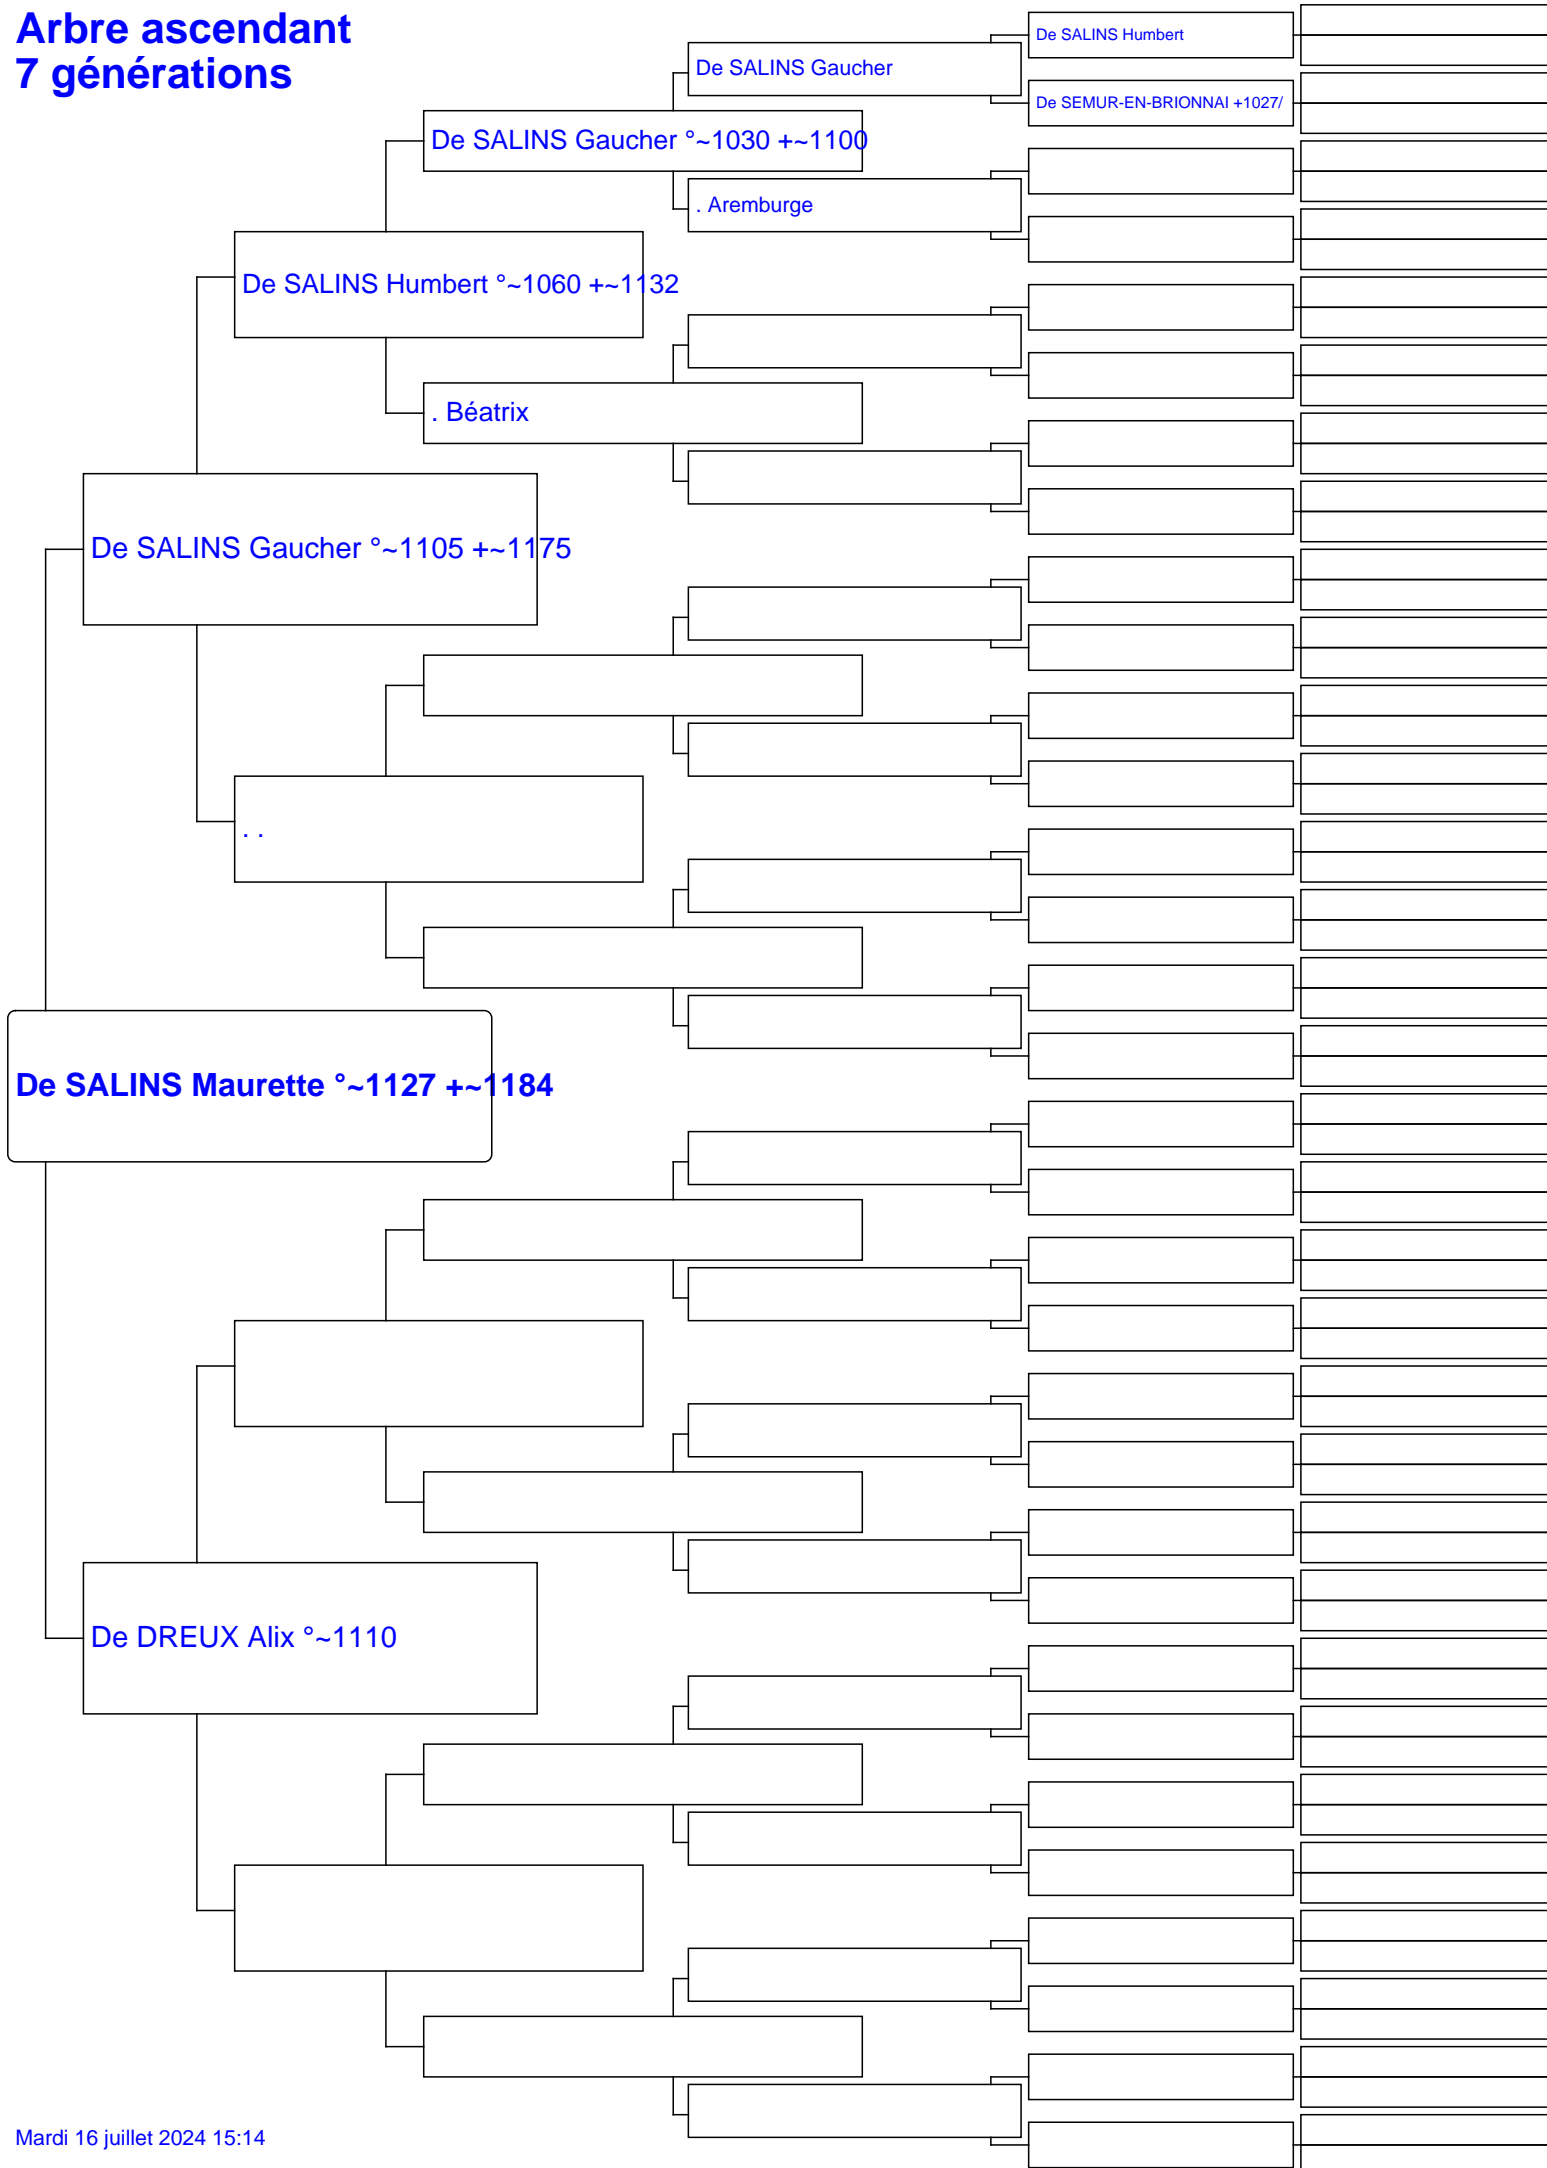 Arbre ascendant
7 générations
De SALINS Humbert
De SALINS Gaucher
De SEMUR-EN-BRIONNAI +1027/
De SALINS Gaucher °~1030 +~1100
. Aremburge
De SALINS Humbert °~1060 +~1132
. Béatrix
De SALINS Gaucher °~1105 +~1175
. .
De SALINS Maurette °~1127 +~1184
De DREUX Alix °~1110
Mardi 16 juillet 2024 15:14